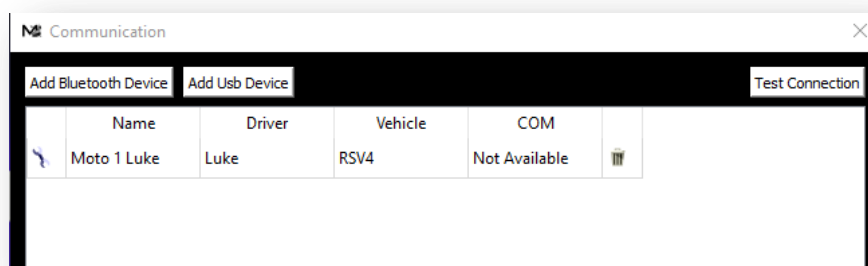 Communication
Add Bluetooth Device Add Usb Device Test Connection
Name Driver Vehicle COM
Moto 1 Luke Luke RSV4 Not Available